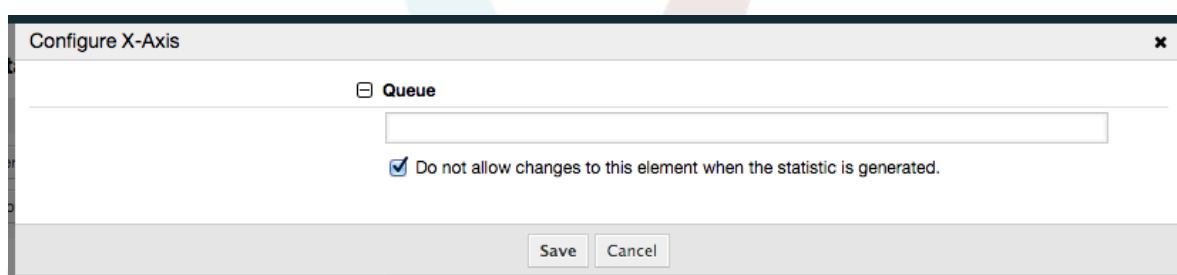 Configure X-Axis
Queue
Do not allow changes to this element when the statistic is generated.
Save Cancel